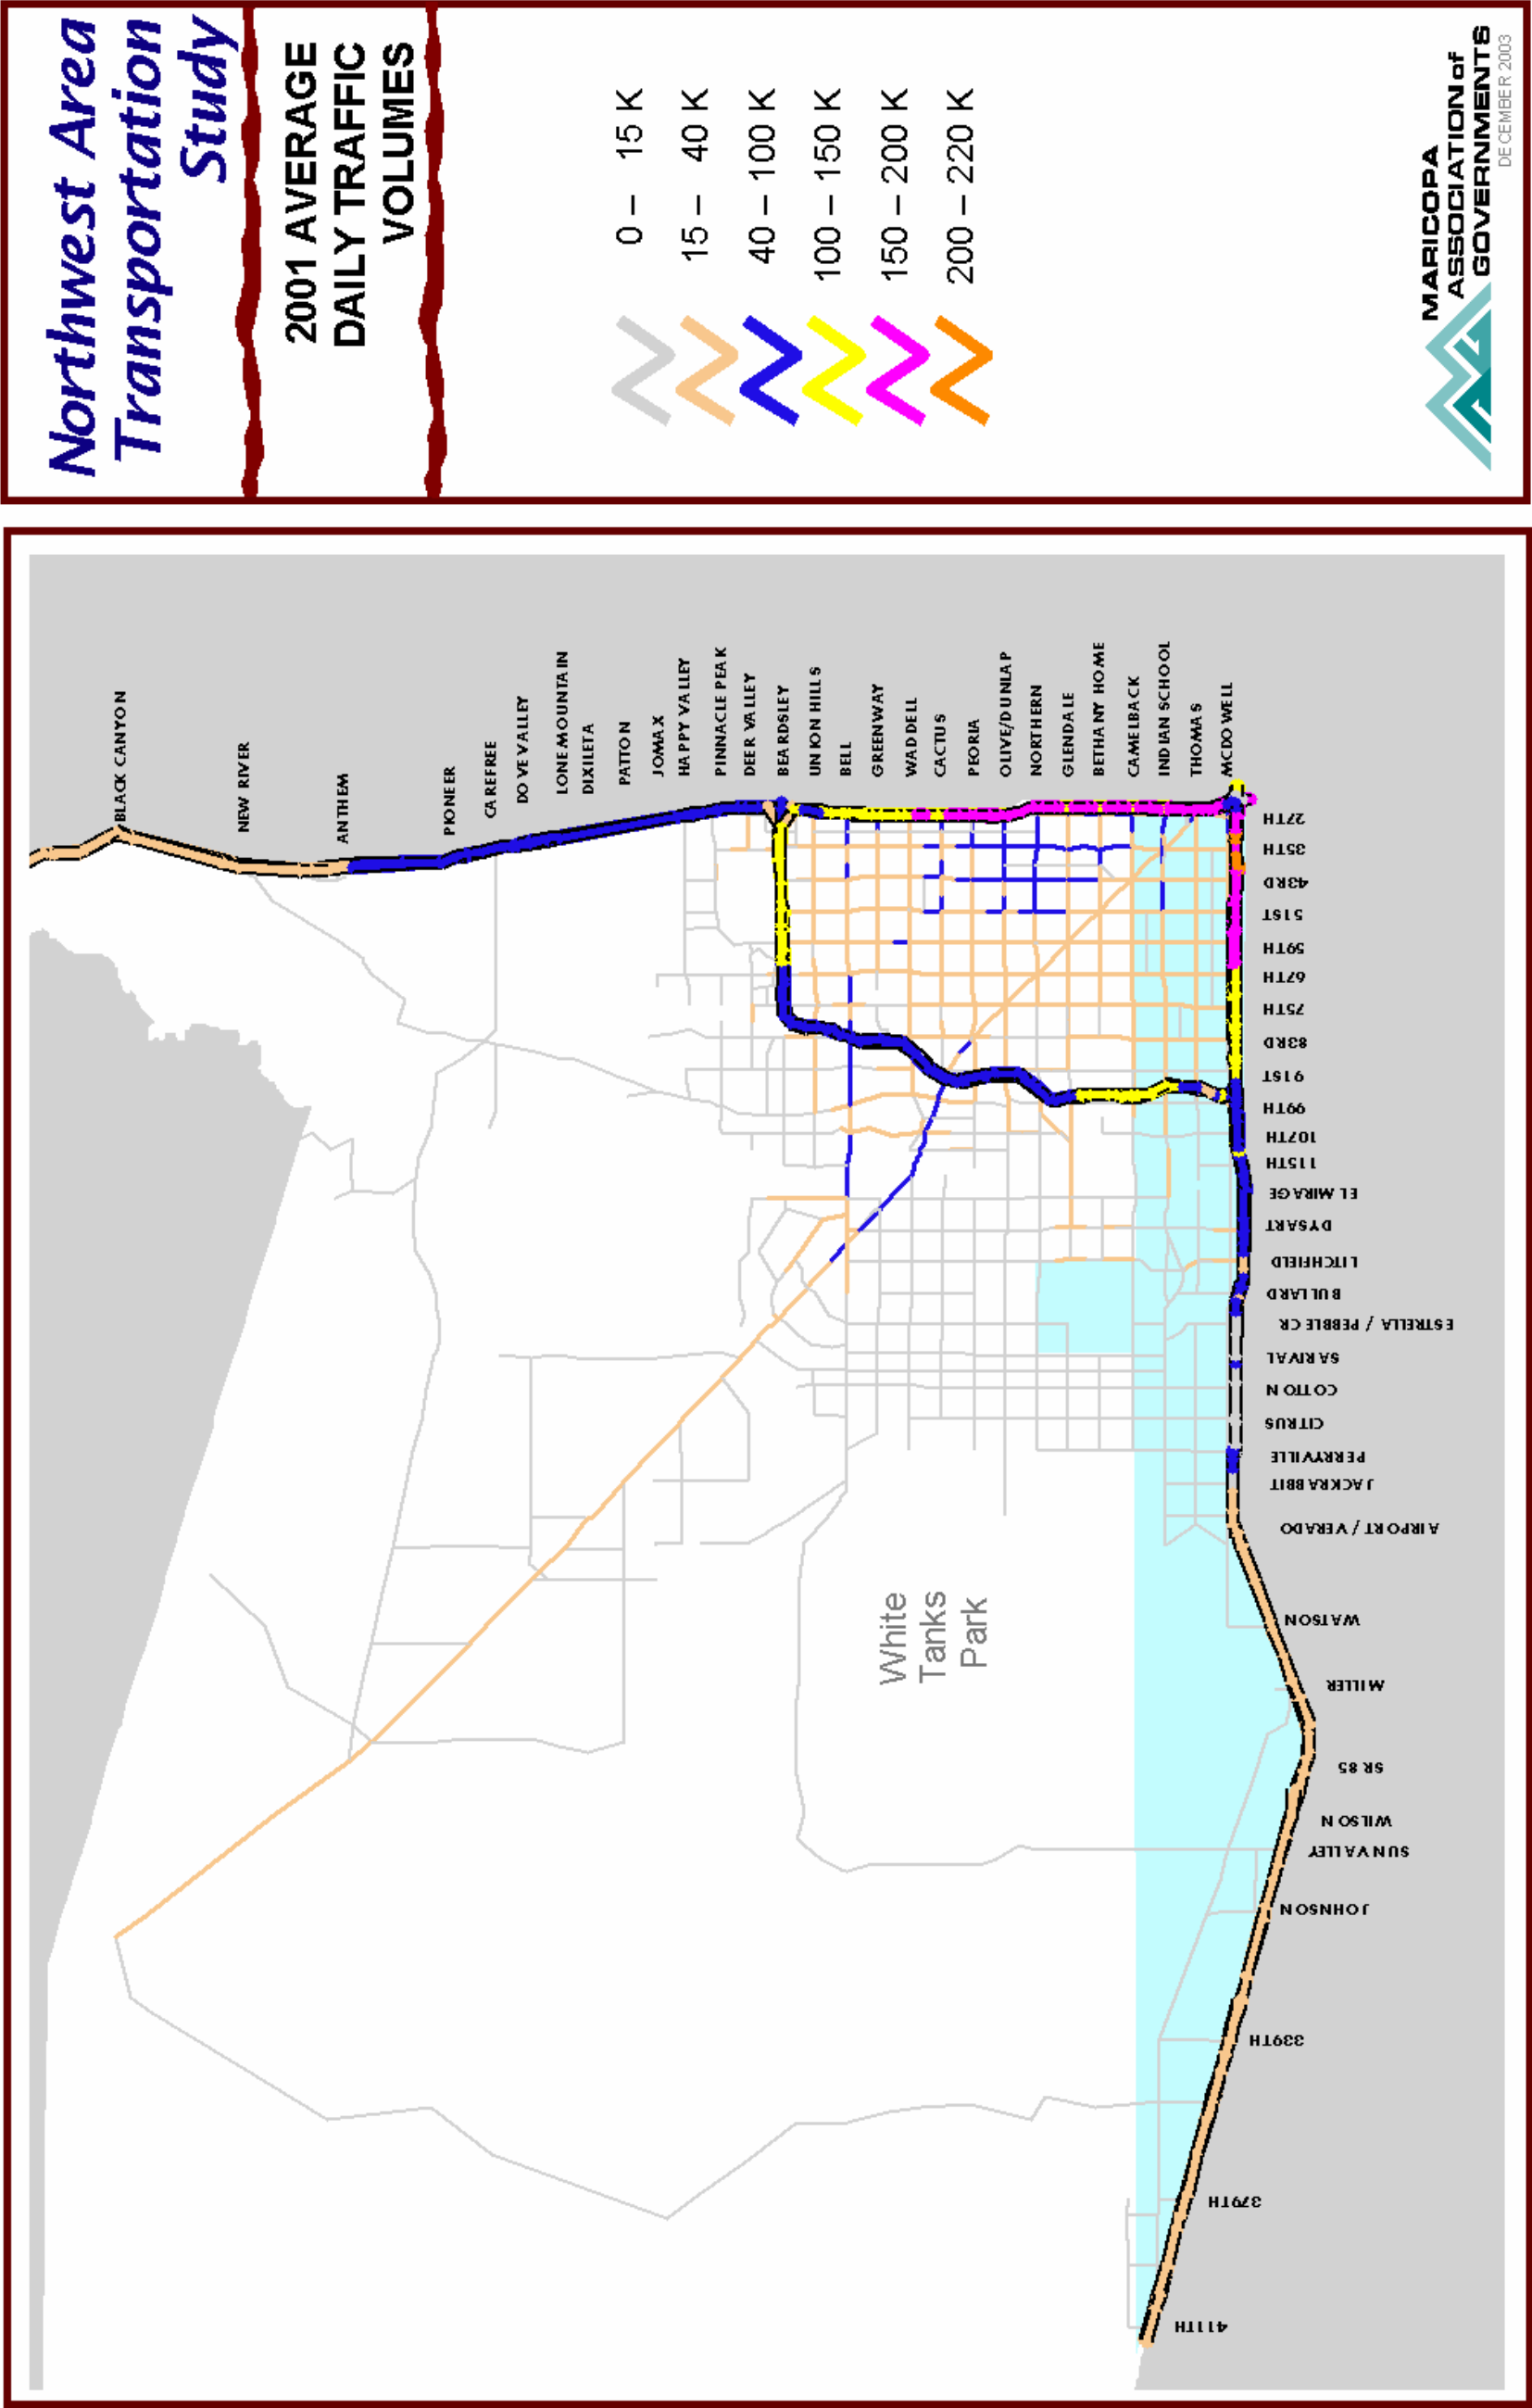 Northwest Area
Transportation
Study
2001 AVERAGE
DAILY TRAFFIC
VOLUMES
0 – 15 K
15 – 40 K
40 – 100 K
100 – 150 K
150 – 200 K
200 – 220 K
MARICOPA
ASSOCIATION of
GOVERNMENTS
DECEMBER 2003
BLACK CANYON
NEW RIVER
ANTHEM
PIONEER
CAREFREE
DOVE VALLEY
LONE MOUNTAIN
DIXILETA
PATTON
JOMAX
HAPPY VALLEY
PINNACLE PEAK
DEER VALLEY
BEARDSLEY
UNION HILLS
BELL
GREENWAY
WADDELL
CACTUS
PEORIA
OLIVE/DUNLAP
NORTHERN
GLENDALE
BETHANY HOME
CAMELBACK
INDIAN SCHOOL
THOMAS
MCDOWELL
27TH
35TH
43RD
51ST
59TH
67TH
75TH
83RD
91ST
99TH
107TH
115TH
EL MIRAGE
DYSART
LITCHFIELD
BULLARD
ESTRELLA / PEBBLE CR
SARIVAL
COTTON
CITRUS
PERRYVILLE
JACKRABBIT
AIRPORT / VERADO
WATSON
MILLER
SR 85
WILSON
SUN VALLEY
JOHNSON
339TH
379TH
411TH
White
Tanks
Park